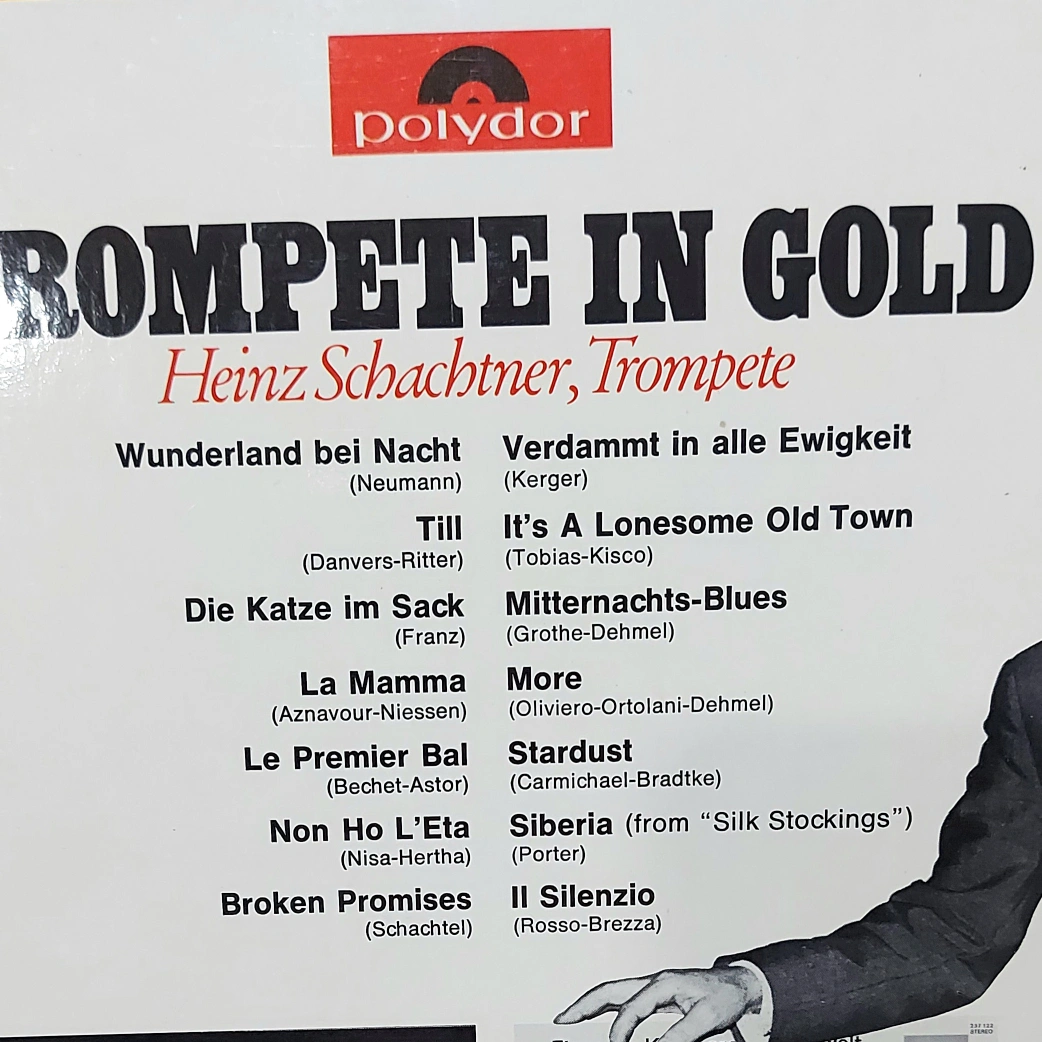 polydor
ROMPETE IN GOLD
Heinz Schachtner, Trompete
Wunderland bei Nacht
(Neumann)
Till
(Danvers-Ritter)
Die Katze im Sack
(Franz)
La Mamma
(Aznavour-Niessen)
Le Premier Bal
(Bechet-Astor)
Non Ho L'Eta
(Nisa-Hertha)
Broken Promises
(Schachtel)
Verdammt in alle Ewigkeit
(Kerger)
It's A Lonesome Old Town
(Tobias-Kisco)
Mitternachts-Blues
(Grothe-Dehmel)
More
(Oliviero-Ortolani-Dehmel)
Stardust
(Carmichael-Bradtke)
Siberia (from “Silk Stockings”)
(Porter)
Il Silenzio
(Rosso-Brezza)
237 122
STEREO